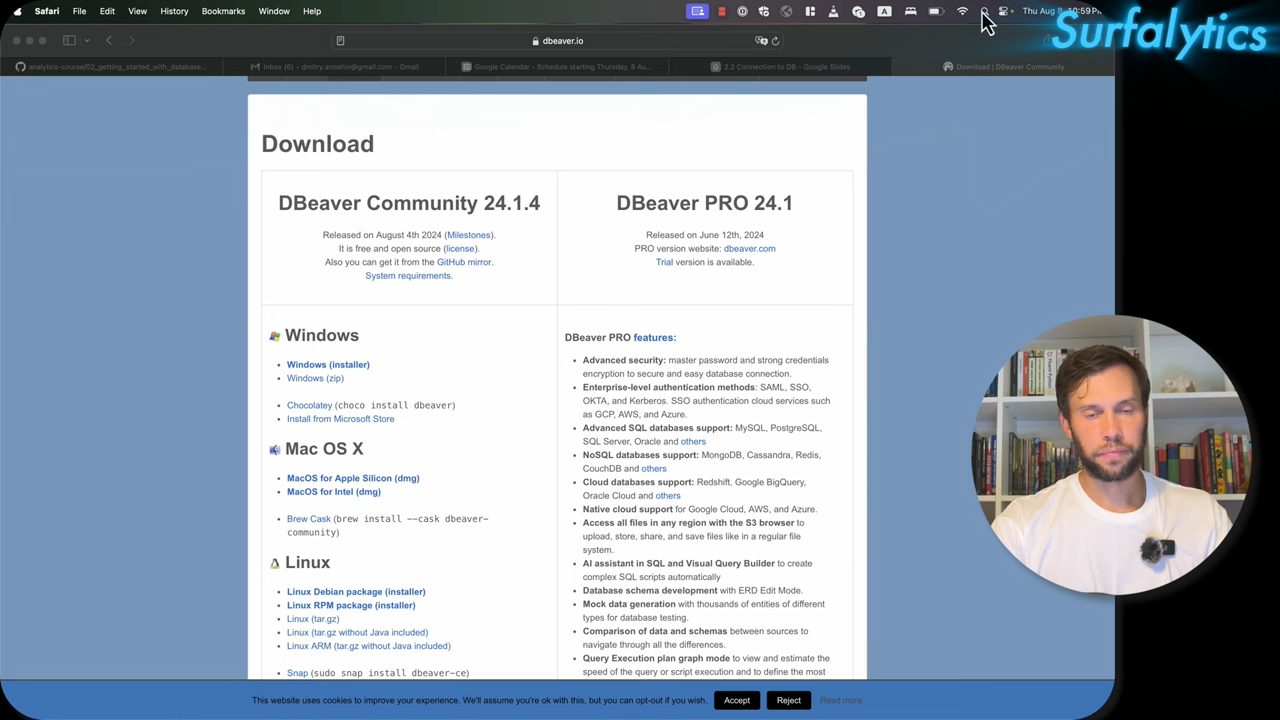 Safari File Edit View History Bookmarks Window Help
A
Thu Aug 8 10:59
Surfalytics
dbeaver.io
analytics-course/02_getting_started_with_database...
Inbox (6) – dmitry.anoshin@gmail.com – Gmail
Google Calendar – Schedule starting Thursday, 8 Au...
2.2 Connection to DB – Google Slides
Download | DBeaver Community
Download
DBeaver Community 24.1.4
Released on August 4th 2024 (Milestones).
It is free and open source (license).
Also you can get it from the GitHub mirror.
System requirements.
DBeaver PRO 24.1
Released on June 12th, 2024
PRO version website: dbeaver.com
Trial version is available.
Windows
Windows (installer)
Windows (zip)
Chocolatey (choco install dbeaver)
Install from Microsoft Store
Mac OS X
MacOS for Apple Silicon (dmg)
MacOS for Intel (dmg)
Brew Cask (brew install --cask dbeaver-
community)
Linux
Linux Debian package (installer)
Linux RPM package (installer)
Linux (tar.gz)
Linux (tar.gz without Java included)
Linux ARM (tar.gz without Java included)
Snap (sudo snap install dbeaver-ce)
DBeaver PRO features:
Advanced security: master password and strong credentials
encryption to secure and easy database connection.
Enterprise-level authentication methods: SAML, SSO,
OKTA, and Kerberos. SSO authentication cloud services such
as GCP, AWS, and Azure.
Advanced SQL databases support: MySQL, PostgreSQL,
SQL Server, Oracle and others
NoSQL databases support: MongoDB, Cassandra, Redis,
CouchDB and others
Cloud databases support: Redshift, Google BigQuery,
Oracle Cloud and others
Native cloud support for Google Cloud, AWS, and Azure.
Access all files in any region with the S3 browser to
upload, store, share, and save files like in a regular file
system.
AI assistant in SQL and Visual Query Builder to create
complex SQL scripts automatically
Database schema development with ERD Edit Mode.
Mock data generation with thousands of entities of different
types for database testing.
Comparison of data and schemas between sources to
navigate through all the differences.
Query Execution plan graph mode to view and estimate the
speed of the query or script execution and to define the most
This website uses cookies to improve your experience. We'll assume you're ok with this, but you can opt-out if you wish.
Accept
Reject
Read more